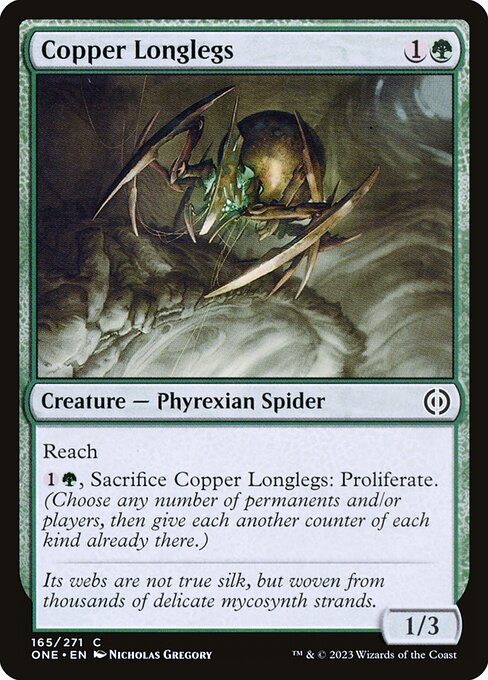 Copper Longlegs 1
Creature — Phyrexian Spider
Reach
1, Sacrifice Copper Longlegs: Proliferate.
(Choose any number of permanents and/or
players, then give each another counter of each
kind already there.)
Its webs are not true silk, but woven from
thousands of delicate mycosynth strands.
1/3
165/271 C
ONE • EN Nicholas Gregory ™ & © 2023 Wizards of the Coast